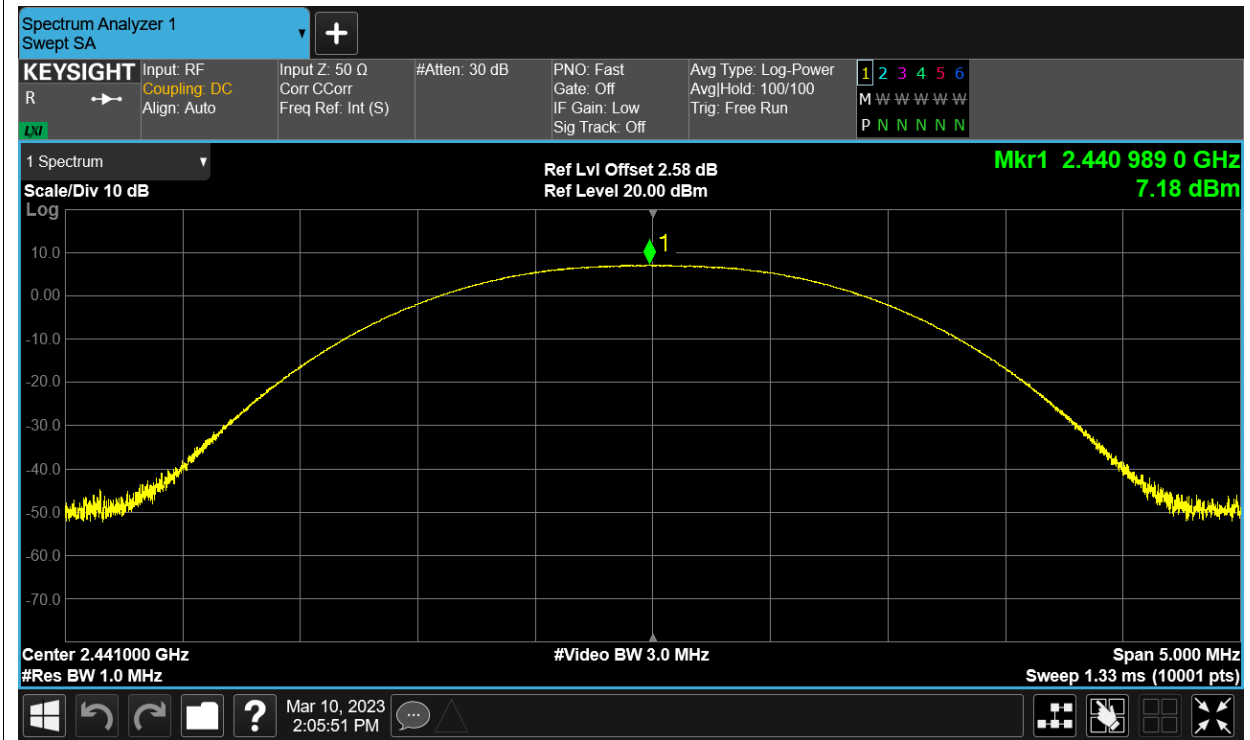 Spectrum Analyzer 1
Swept SA
+
KEYSIGHT
R
LXI
Input: RF
Coupling: DC
Align: Auto
Input Z: 50 Ω
Corr CCorr
Freq Ref: Int (S)
#Atten: 30 dB
PNO: Fast
Gate: Off
IF Gain: Low
Sig Track: Off
Avg Type: Log-Power
Avg|Hold: 100/100
Trig: Free Run
1 2 3 4 5 6
M W W W W W
P N N N N N
1 Spectrum
Scale/Div 10 dB
Log
Ref Lvl Offset 2.58 dB
Ref Level 20.00 dBm
Mkr1 2.440 989 0 GHz
7.18 dBm
1
10.0
0.00
-10.0
-20.0
-30.0
-40.0
-50.0
-60.0
-70.0
Center 2.441000 GHz
#Res BW 1.0 MHz
#Video BW 3.0 MHz
Span 5.000 MHz
Sweep 1.33 ms (10001 pts)
?
Mar 10, 2023
2:05:51 PM